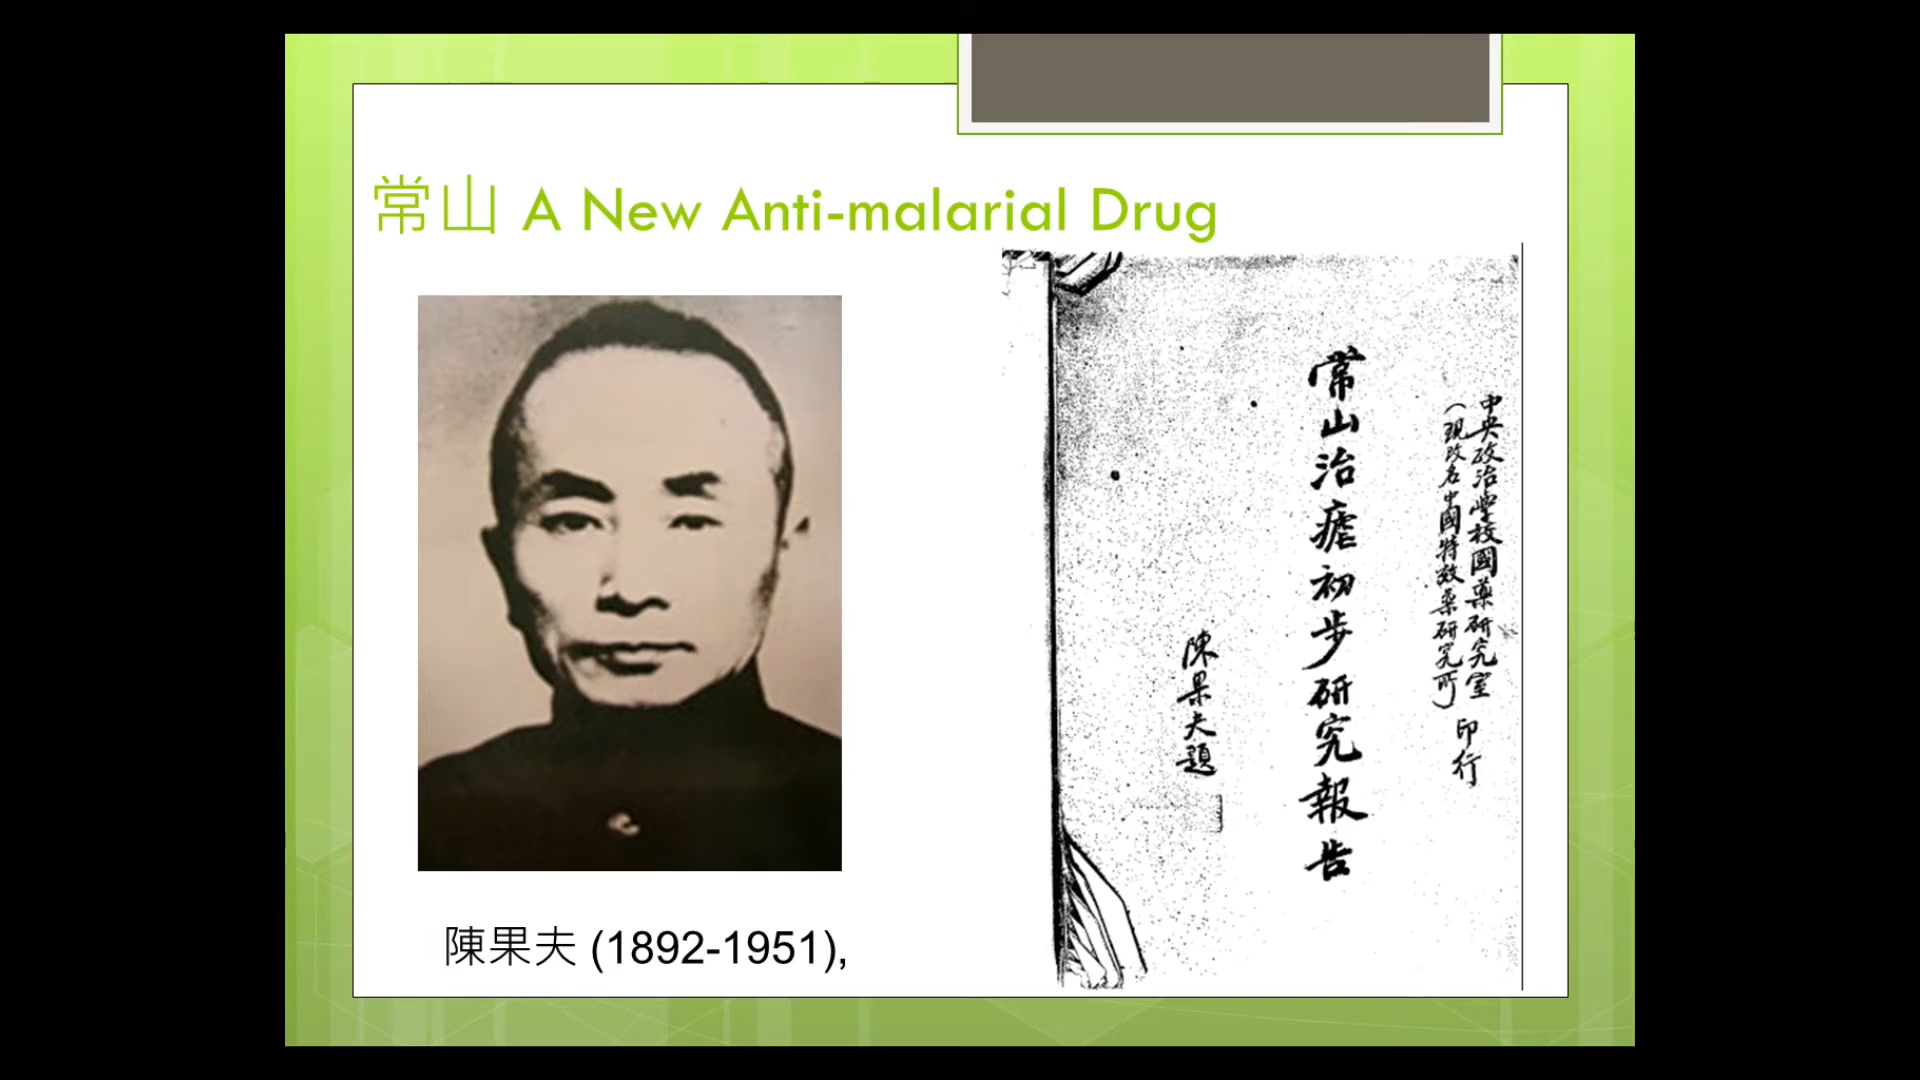 常山 A New Anti-malarial Drug
陳果夫 (1892-1951),
中央政治學校國藥研究室
（現改名中國特效藥研究所）
印行
常山治瘧初步研究報告
陳果夫題